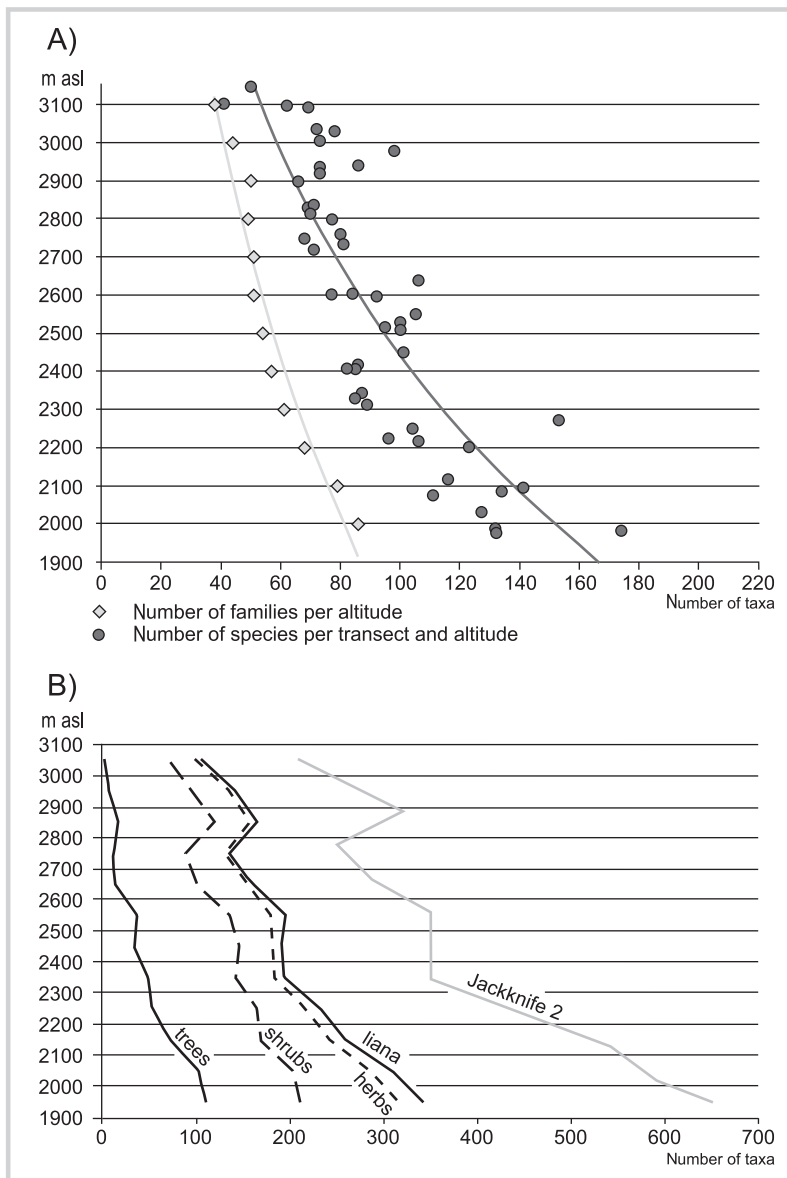 A)
m asl
3100
3000
2900
2800
2700
2600
2500
2400
2300
2200
2100
2000
1900
0 20 40 60 80 100 120 140 160 180 200 220
Number of taxa
Number of families per altitude
Number of species per transect and altitude
B)
m asl
3100
3000
2900
2800
2700
2600
2500
2400
2300
2200
2100
2000
1900
Jackknife 2
trees
shrubs
liana
herbs
0 100 200 300 400 500 600 700
Number of taxa